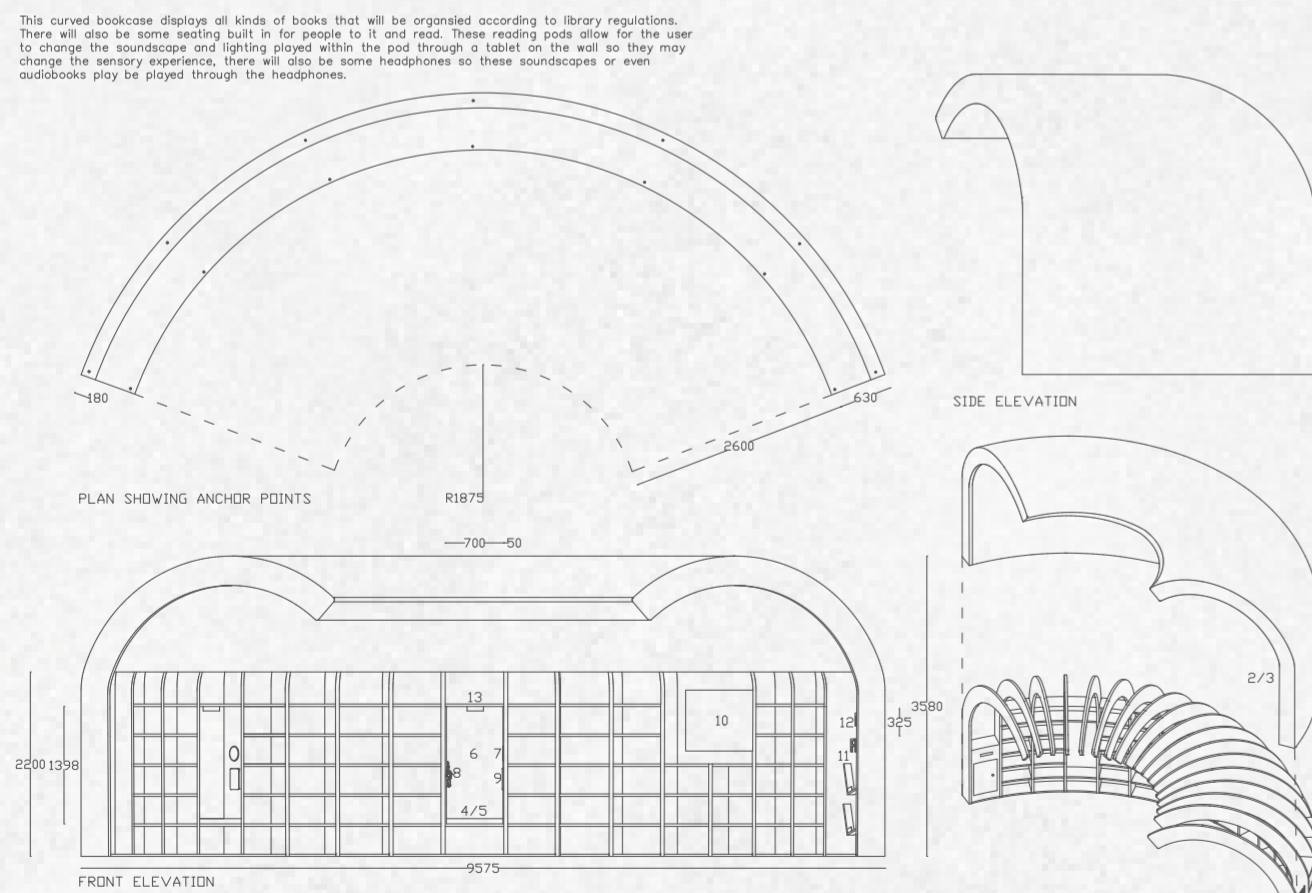 This curved bookcase displays all kinds of books that will be organsied according to library regulations.
There will also be some seating built in for people to it and read. These reading pods allow for the user
to change the soundscape and lighting played within the pod through a tablet on the wall so they may
change the sensory experience, there will also be some headphones so these soundscapes or even
audiobooks play be played through the headphones.
180
630
2600
R1875
PLAN SHOWING ANCHOR POINTS
SIDE ELEVATION
700 50
2/3
13
10
12
325
3580
6 7
11
2200 1398
8
9
4/5
9575
FRONT ELEVATION